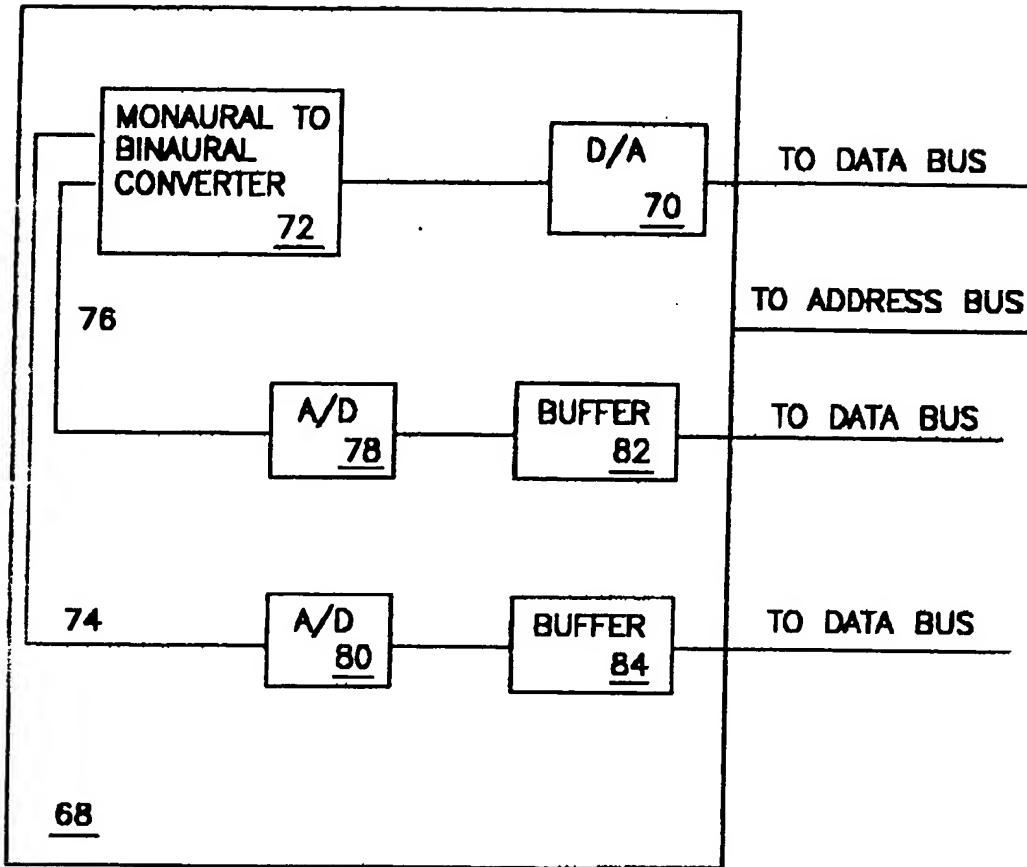 MONAURAL TO
BINAURAL
CONVERTER
72
D/A
70
TO DATA BUS
TO ADDRESS BUS
76
A/D
78
BUFFER
82
TO DATA BUS
74
A/D
80
BUFFER
84
TO DATA BUS
68